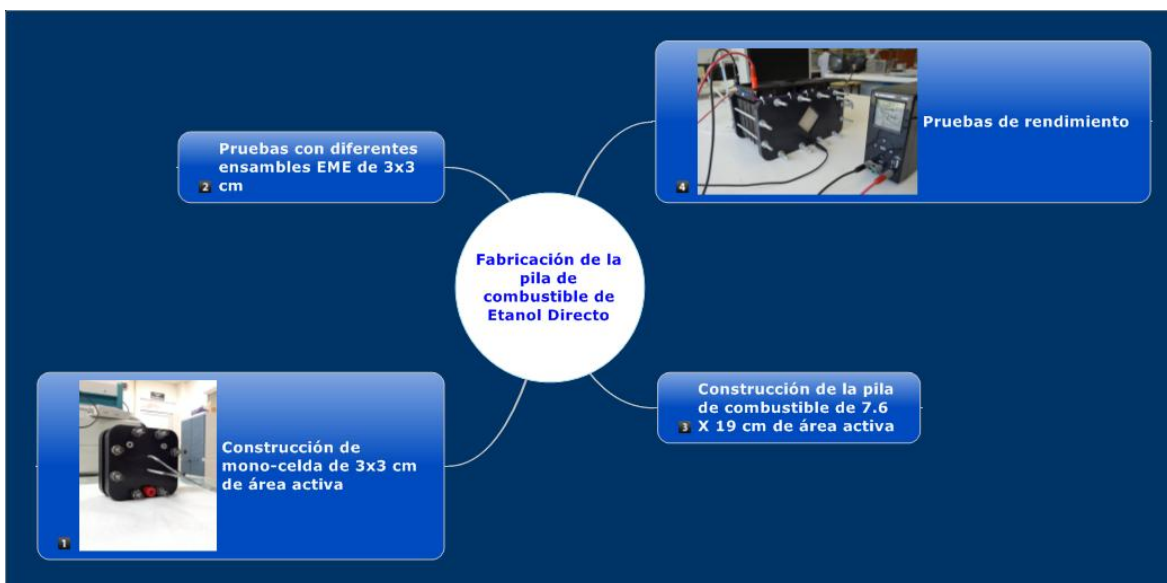 Pruebas con diferentes
ensambles EME de 3x3
2 cm
4 Pruebas de rendimiento
Fabricación de la
pila de
combustible de
Etanol Directo
1 Construcción de
mono-celda de 3x3 cm
de área activa
Construcción de la pila
de combustible de 7.6
3 X 19 cm de área activa